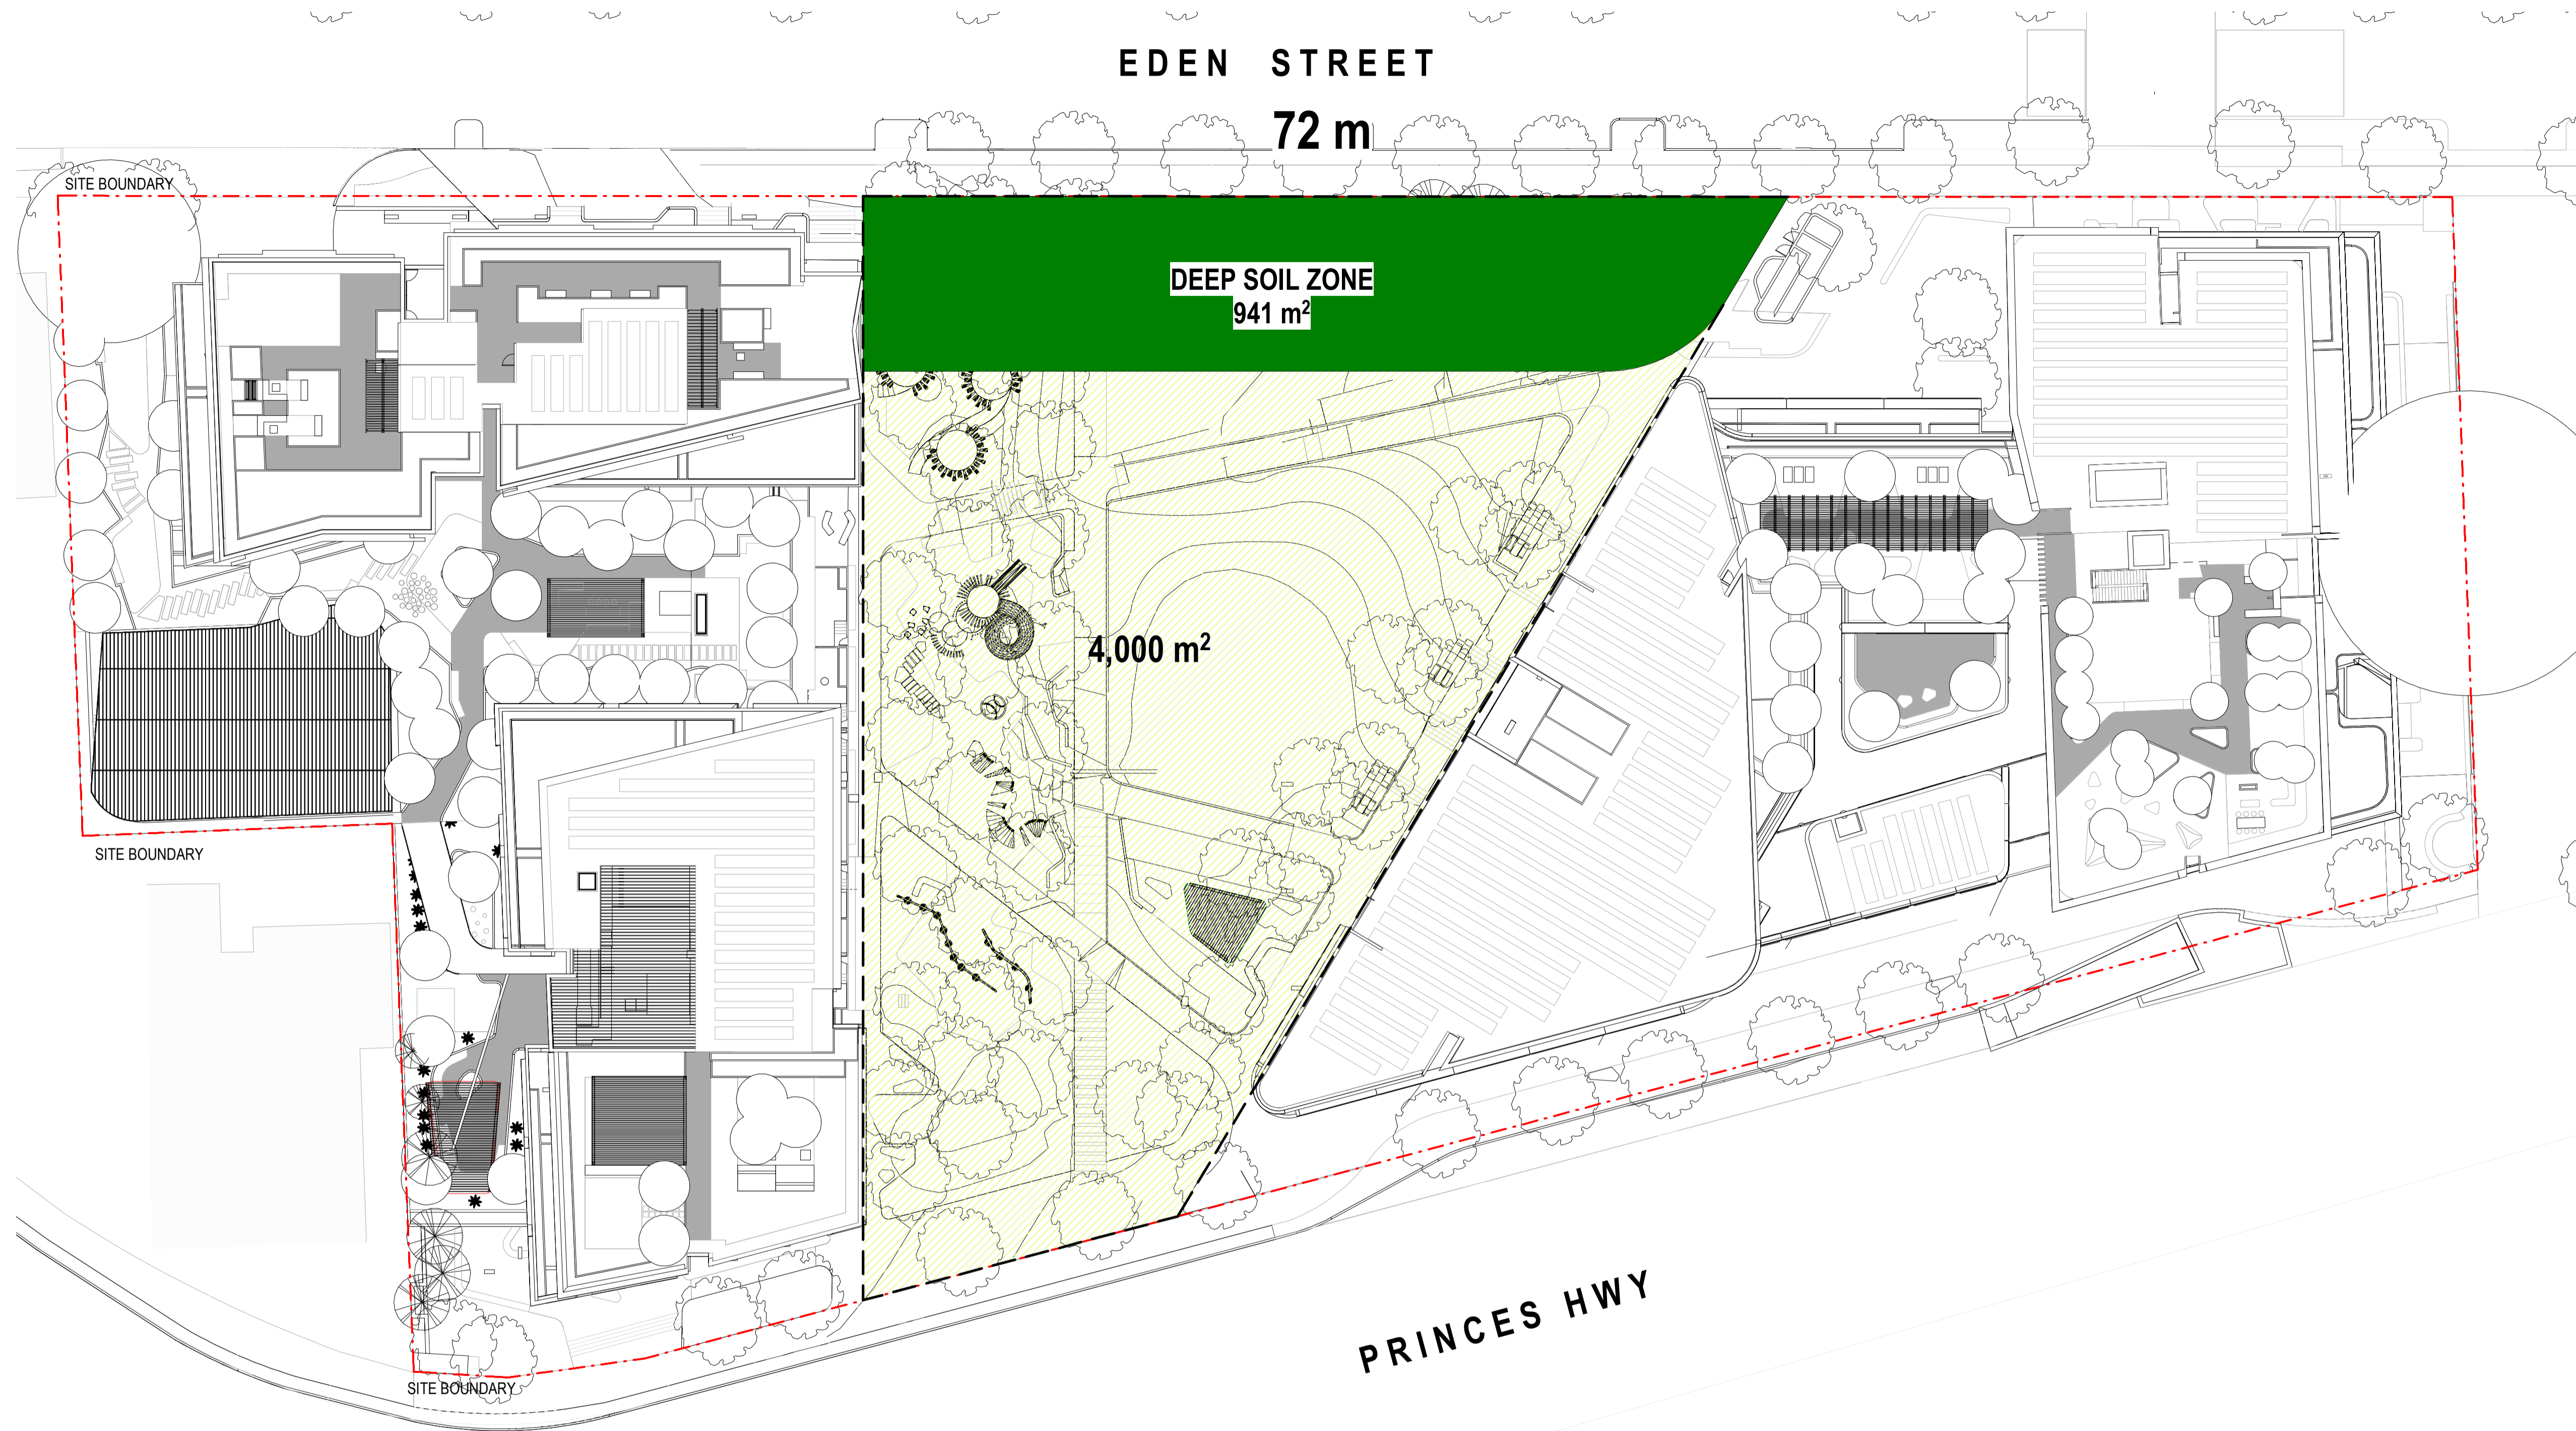 EDEN STREET
72 m
SITE BOUNDARY
DEEP SOIL ZONE
941 m²
4,000 m²
SITE BOUNDARY
PRINCES HWY
SITE BOUNDARY